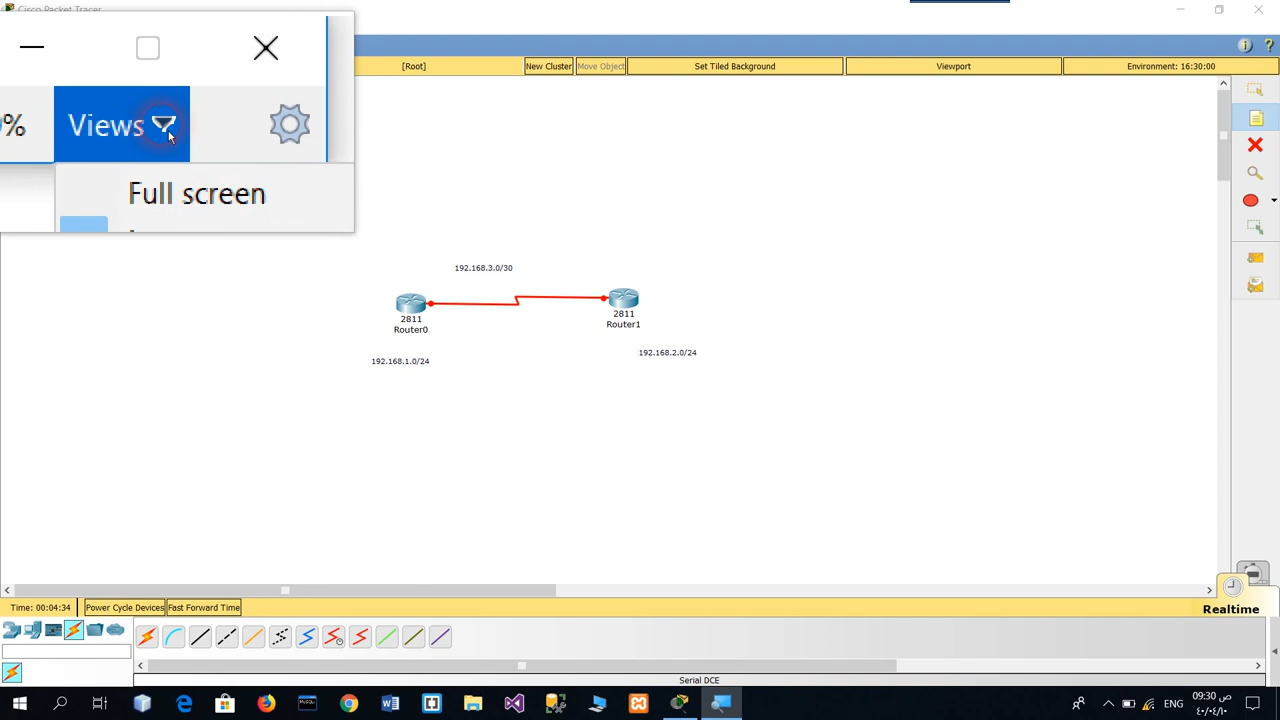 Cisco Packet Tracer
%
Views
Full screen
[Root]
New Cluster
Move Object
Set Tiled Background
Viewport
Environment: 16:30:00
192.168.3.0/30
2811
Router0
2811
Router1
192.168.1.0/24
192.168.2.0/24
Time: 00:04:34
Power Cycle Devices
Fast Forward Time
Realtime
Serial DCE
ENG
09:30 ص